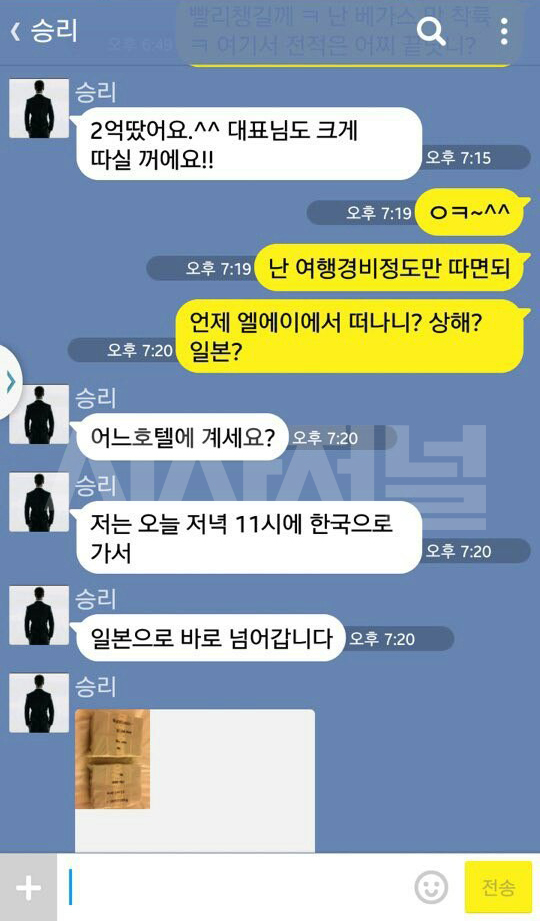 승리
빨리챙길께 ㅋ 난 베가스 막 착륙
오후 6:49
ㅋ 여기서 전적은 어찌 끝났니?
승리
2억땄어요.^^ 대표님도 크게
따실 꺼에요!!
오후 7:15
오후 7:19
ㅇㅋ~^^
오후 7:19
난 여행경비정도만 따면되
언제 엘에이에서 떠나니? 상해?
일본?
오후 7:20
승리
어느호텔에 계세요?
오후 7:20
시사저널
승리
저는 오늘 저녁 11시에 한국으로
가서
오후 7:20
승리
일본으로 바로 넘어갑니다
오후 7:20
승리
전송